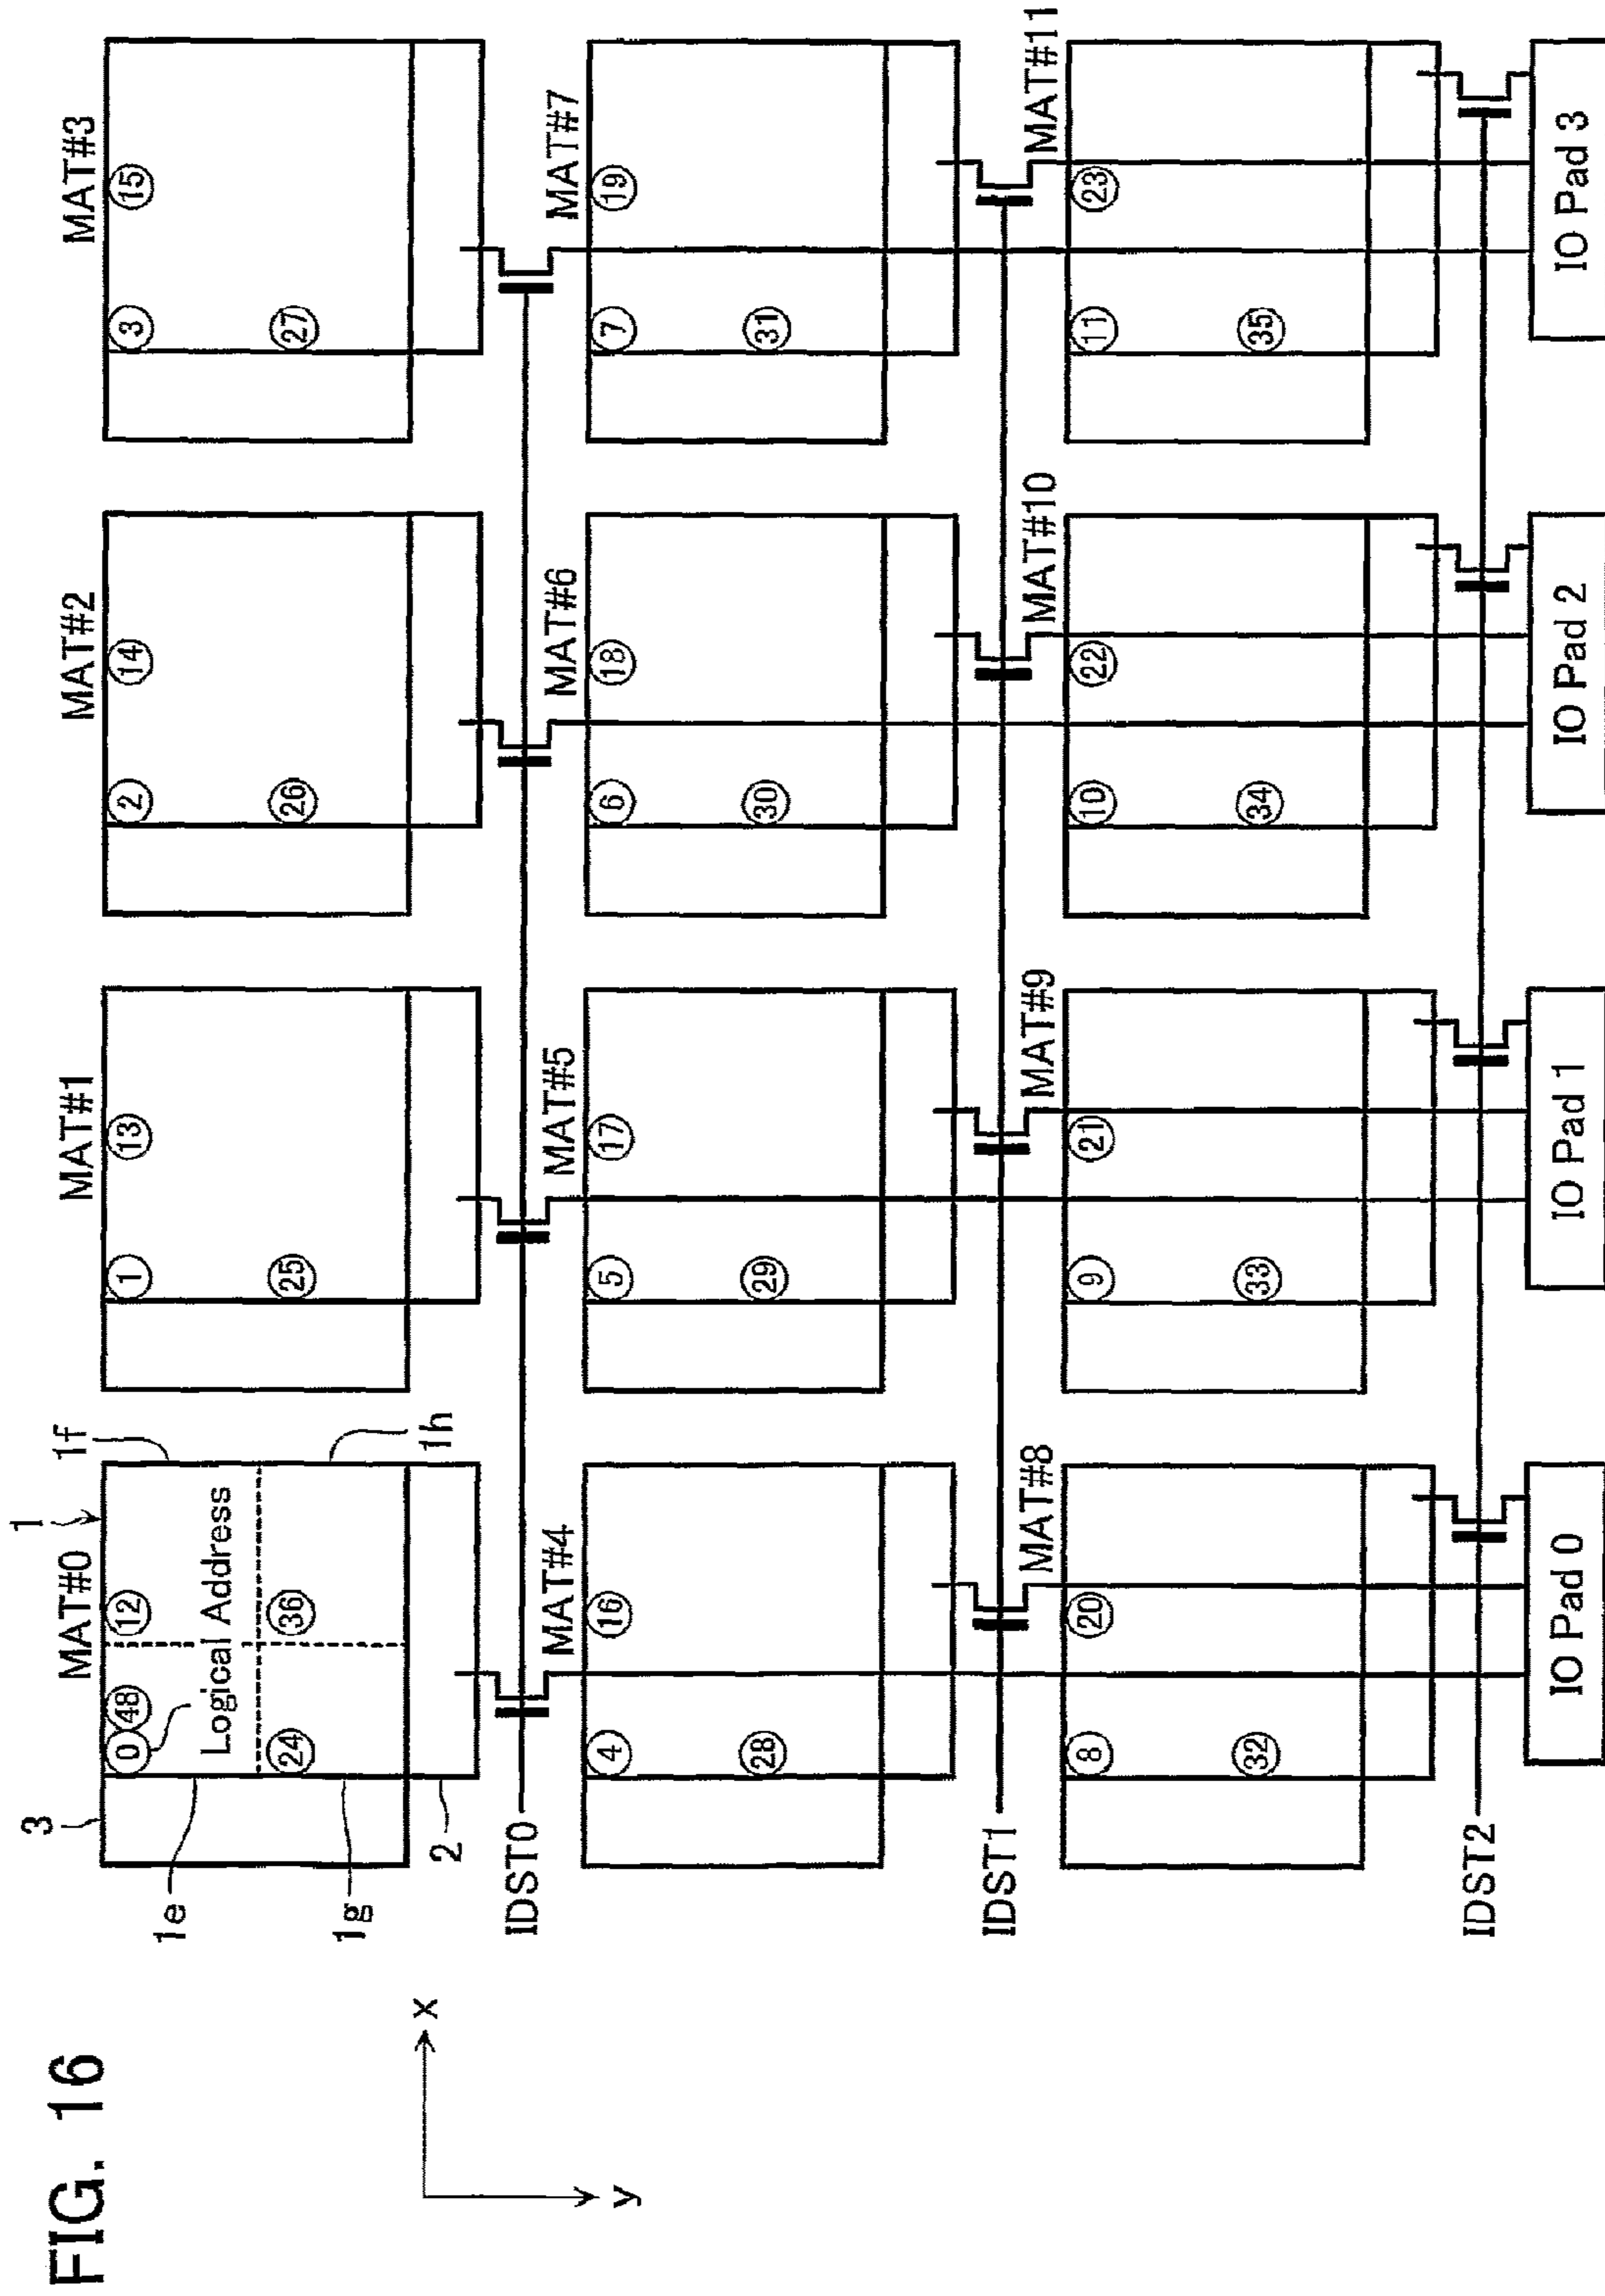 FIG. 16
x
y
1
3
MAT#0
MAT#1
MAT#2
MAT#3
⓪ ㊽ ⑫
① ⑬
② ⑭
③ ⑮
1e
1f
Logical Address
㉔ ㊱
㉕
㉖
㉗
1g
1h
2
IDST0
MAT#4
MAT#5
MAT#6
MAT#7
④ ⑯
⑤ ⑰
⑥ ⑱
⑦ ⑲
㉘
㉙
㉚
㉛
IDST1
MAT#8
MAT#9
MAT#10
MAT#11
⑧ ⑳
⑨ ㉑
⑩ ㉒
⑪ ㉓
㉜
㉝
㉞
㉟
IDST2
IO Pad 0
IO Pad 1
IO Pad 2
IO Pad 3